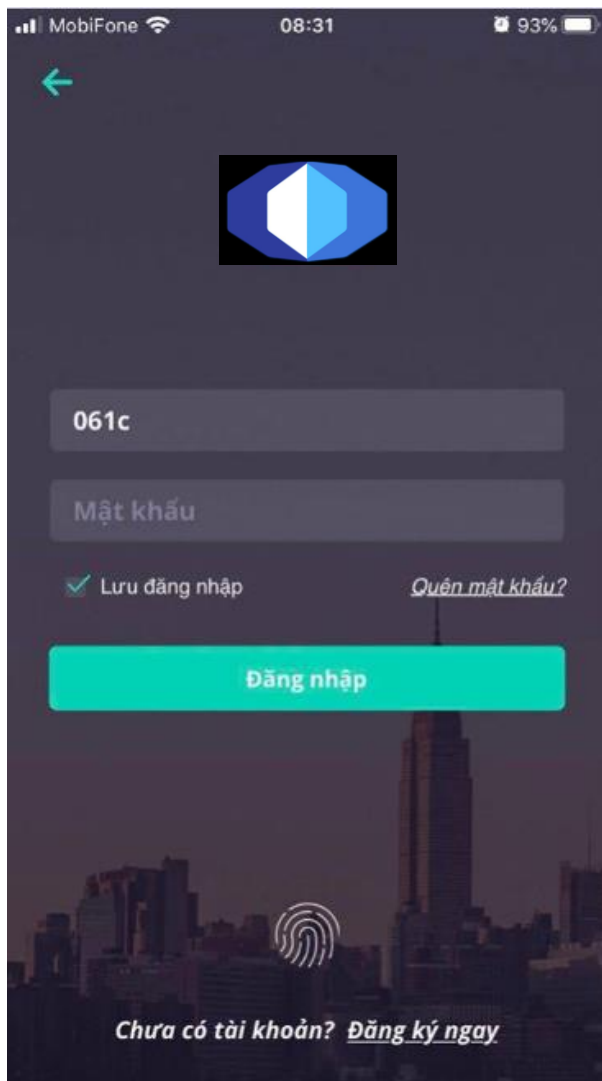 MobiFone 08:31 93%
061c
Mật khẩu
Lưu đăng nhập Quên mật khẩu?
Đăng nhập
Chưa có tài khoản? Đăng ký ngay